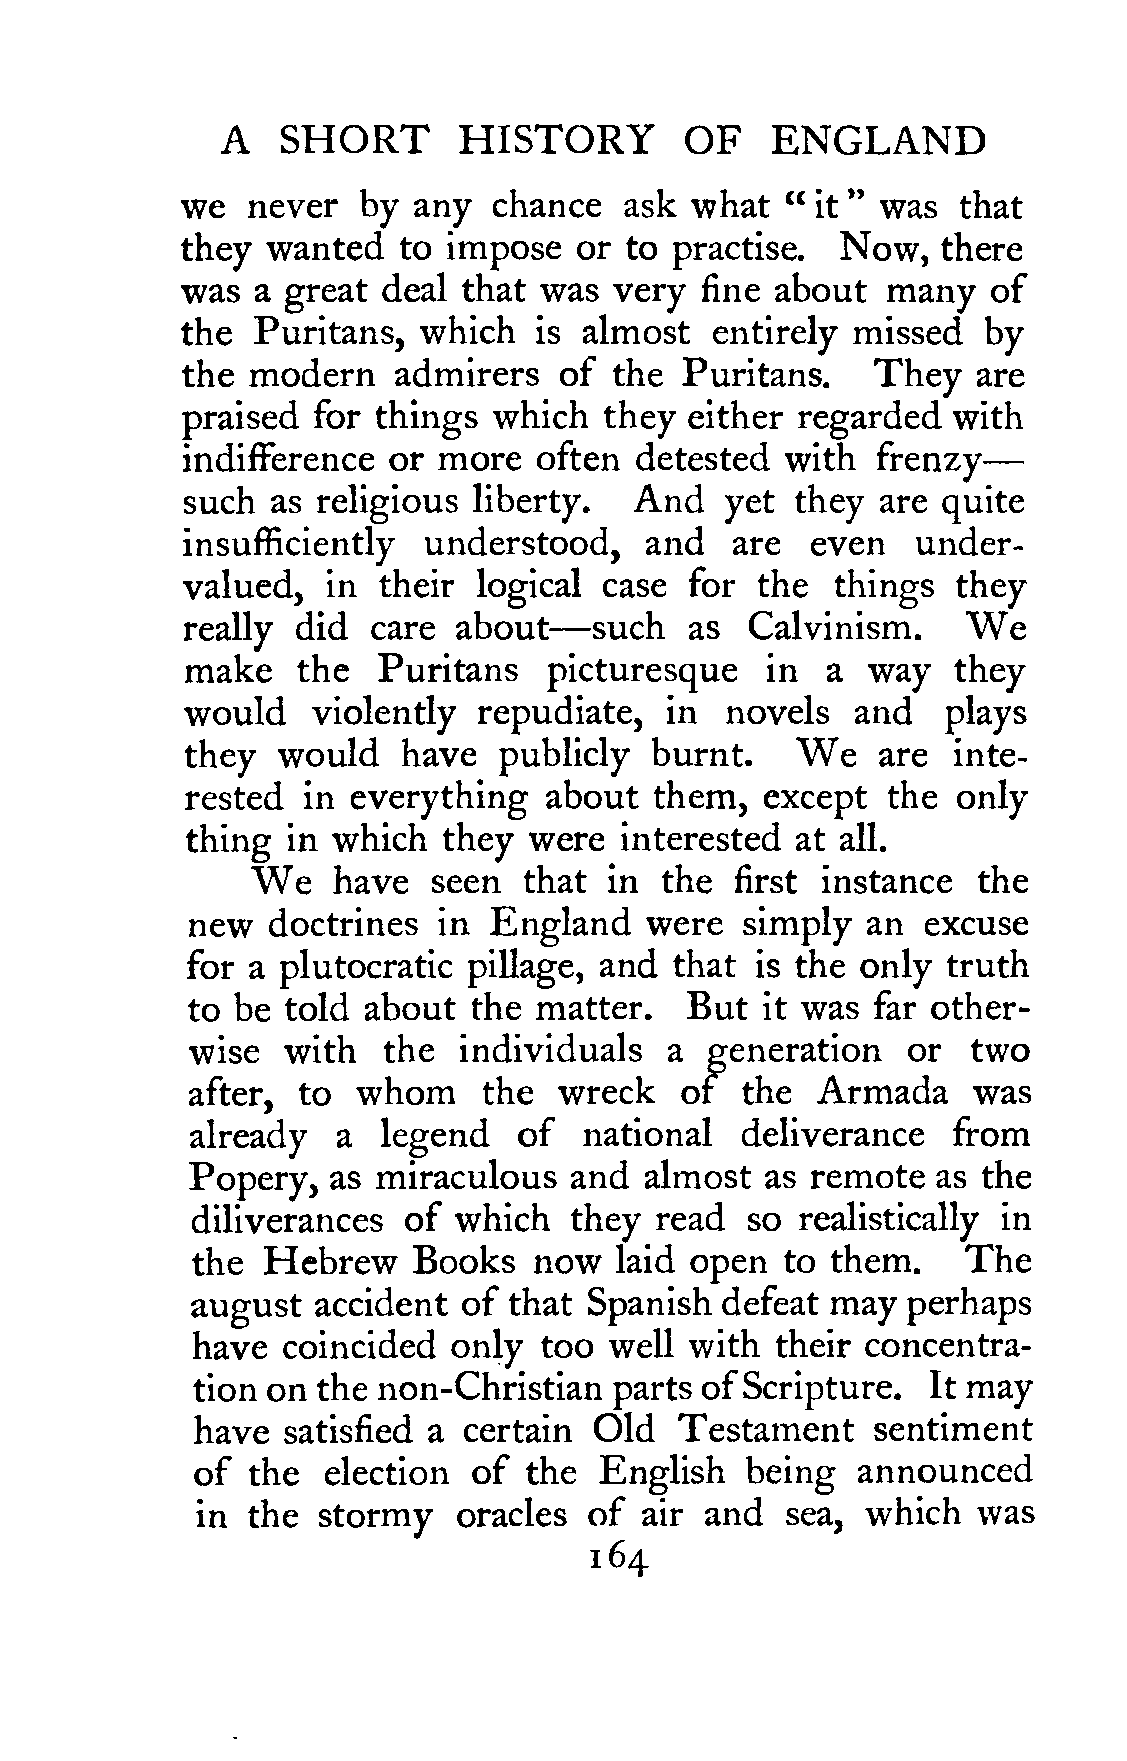 A SHORT HISTORY OF ENGLAND
we never by any chance ask what “ it ” was that
they wanted to impose or to practise. Now, there
was a great deal that was very fine about many of
the Puritans, which is almost entirely missed by
the modern admirers of the Puritans. They are
praised for things which they either regarded with
indifference or more often detested with frenzy—
such as religious liberty. And yet they are quite
insufficiently understood, and are even under-
valued, in their logical case for the things they
really did care about—such as Calvinism. We
make the Puritans picturesque in a way they
would violently repudiate, in novels and plays
they would have publicly burnt. We are inte-
rested in everything about them, except the only
thing in which they were interested at all.
We have seen that in the first instance the
new doctrines in England were simply an excuse
for a plutocratic pillage, and that is the only truth
to be told about the matter. But it was far other-
wise with the individuals a generation or two
after, to whom the wreck of the Armada was
already a legend of national deliverance from
Popery, as miraculous and almost as remote as the
diliverances of which they read so realistically in
the Hebrew Books now laid open to them. The
august accident of that Spanish defeat may perhaps
have coincided only too well with their concentra-
tion on the non-Christian parts of Scripture. It may
have satisfied a certain Old Testament sentiment
of the election of the English being announced
in the stormy oracles of air and sea, which was
164